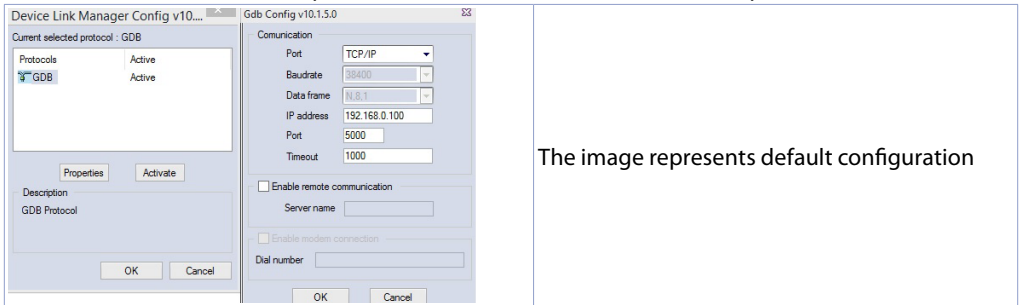 Device Link Manager Config v10....
Current selected protocol : GDB
Protocols Active
GDB Active
Properties Activate
Description
GDB Protocol
OK Cancel
Gdb Config v10.1.5.0
Comunication
Port TCP/IP
Baudrate 38400
Data frame N,8,1
IP address 192.168.0.100
Port 5000
Timeout 1000
Enable remote communication
Server name
Enable modem connection
Dial number
OK Cancel
The image represents default configuration